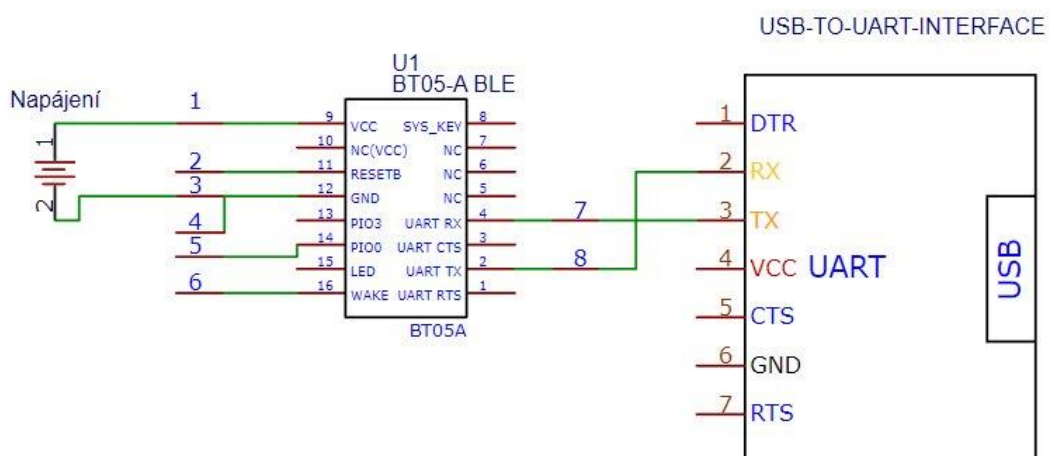 USB-TO-UART-INTERFACE
U1
BT05-A BLE
Napájení
1
1
2
2
3
4
5
6
9 VCC SYS_KEY 8
10 NC(VCC) NC 7
11 RESETB NC 6
12 GND NC 5
13 PIO3 UART RX 4
14 PIO0 UART CTS 3
15 LED UART TX 2
16 WAKE UART RTS 1
BT05A
7
8
1 DTR
2 RX
3 TX
4 VCC
5 CTS
6 GND
7 RTS
UART
USB